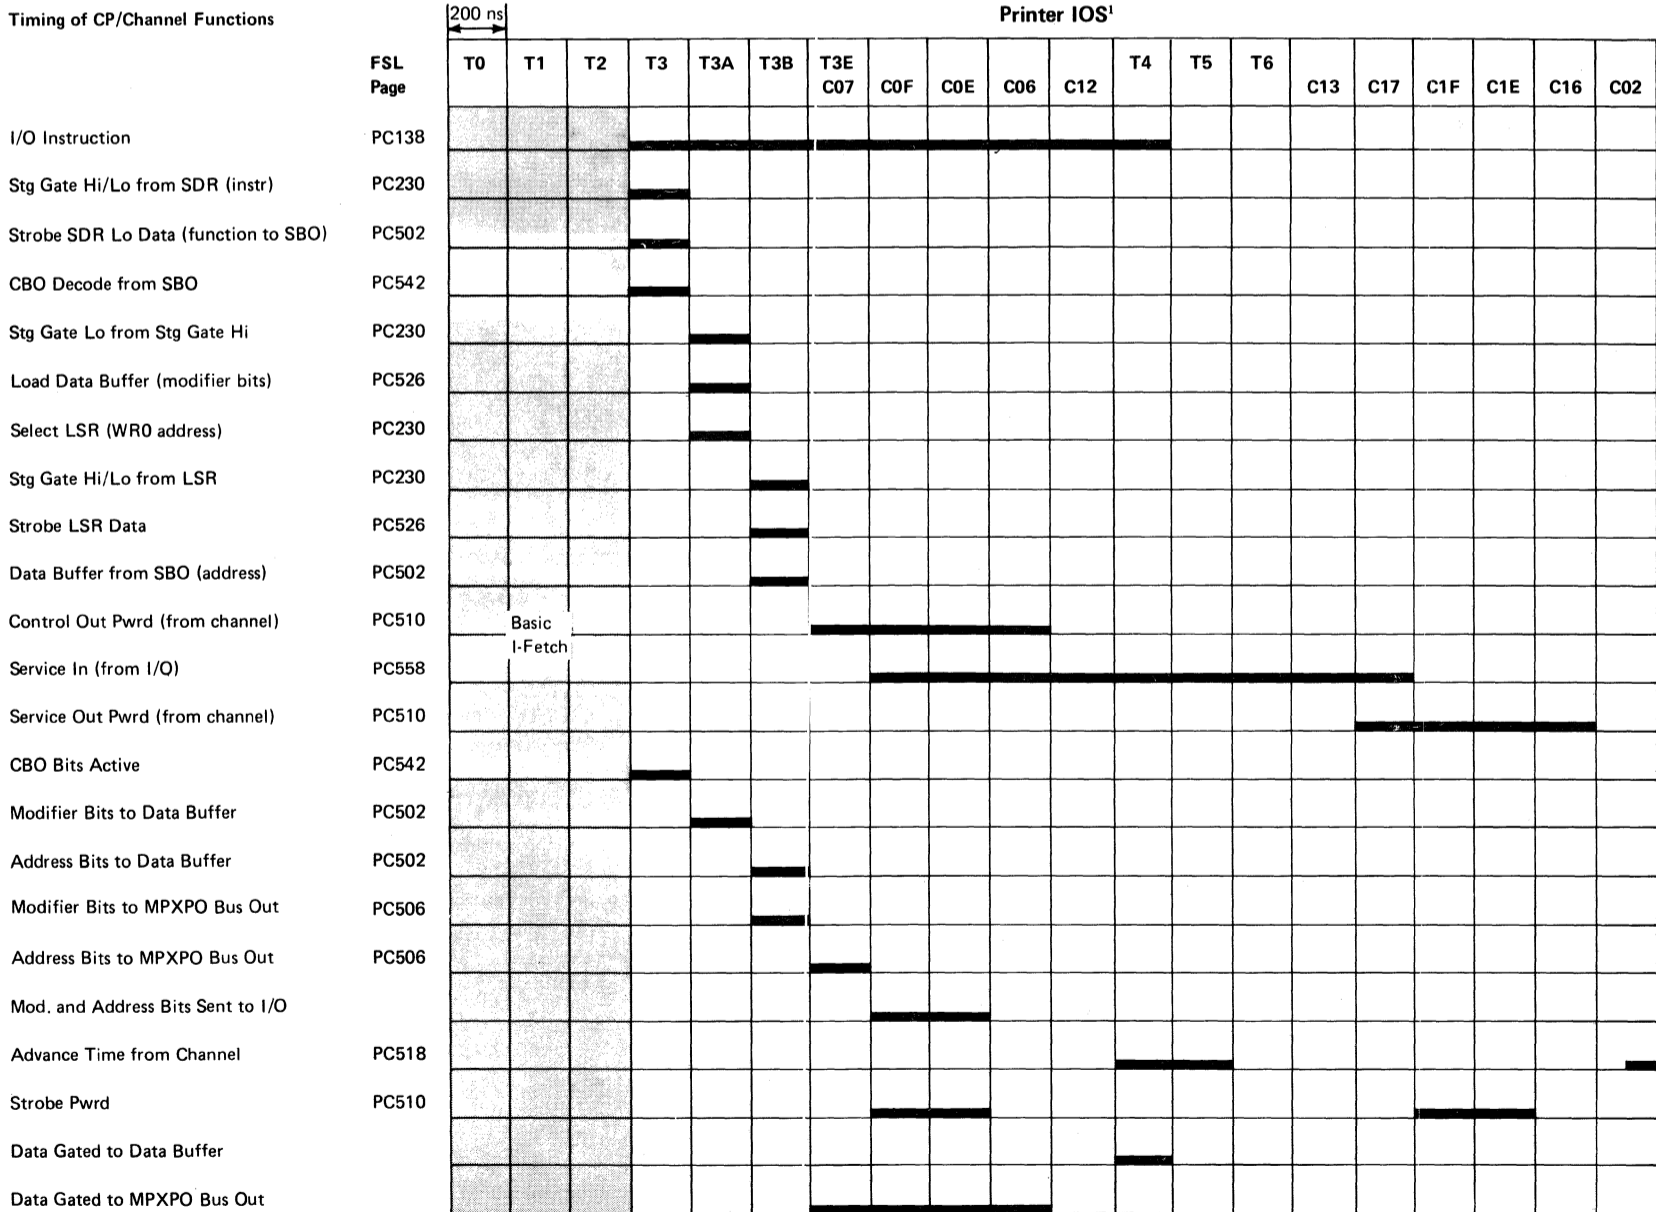 Timing of CP/Channel Functions
200 ns
Printer IOS¹
FSL T0 T1 T2 T3 T3A T3B T3E T4 T5 T6
Page C07 C0F C0E C06 C12 C13 C17 C1F C1E C16 C02
I/O Instruction PC138
Stg Gate Hi/Lo from SDR (instr) PC230
Strobe SDR Lo Data (function to SBO) PC502
CBO Decode from SBO PC542
Stg Gate Lo from Stg Gate Hi PC230
Load Data Buffer (modifier bits) PC526
Select LSR (WR0 address) PC230
Stg Gate Hi/Lo from LSR PC230
Strobe LSR Data PC526
Data Buffer from SBO (address) PC502
Control Out Pwrd (from channel) PC510 Basic
I-Fetch
Service In (from I/O) PC558
Service Out Pwrd (from channel) PC510
CBO Bits Active PC542
Modifier Bits to Data Buffer PC502
Address Bits to Data Buffer PC502
Modifier Bits to MPXPO Bus Out PC506
Address Bits to MPXPO Bus Out PC506
Mod. and Address Bits Sent to I/O
Advance Time from Channel PC518
Strobe Pwrd PC510
Data Gated to Data Buffer
Data Gated to MPXPO Bus Out